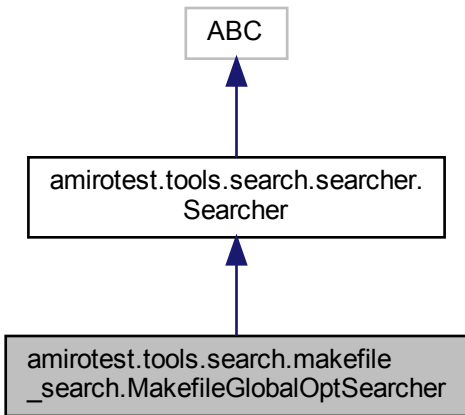 ABC
amirotest.tools.search.searcher.
Searcher
amirotest.tools.search.makefile
_search.MakefileGlobalOptSearcher